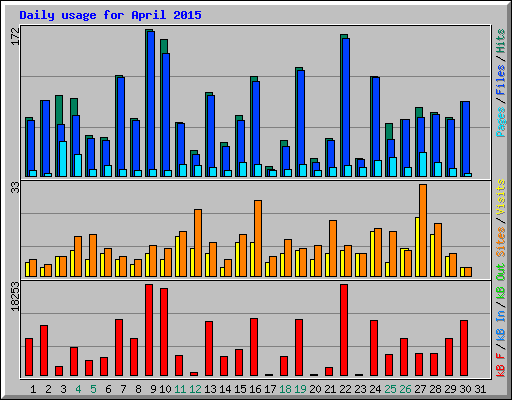 Daily usage for April 2015
172
Pages / Files / Hits
33
Sites / Visits
18253
kB F / kB In / kB Out
1 2 3 4 5 6 7 8 9 10 11 12 13 14 15 16 17 18 19 20 21 22 23 24 25 26 27 28 29 30 31